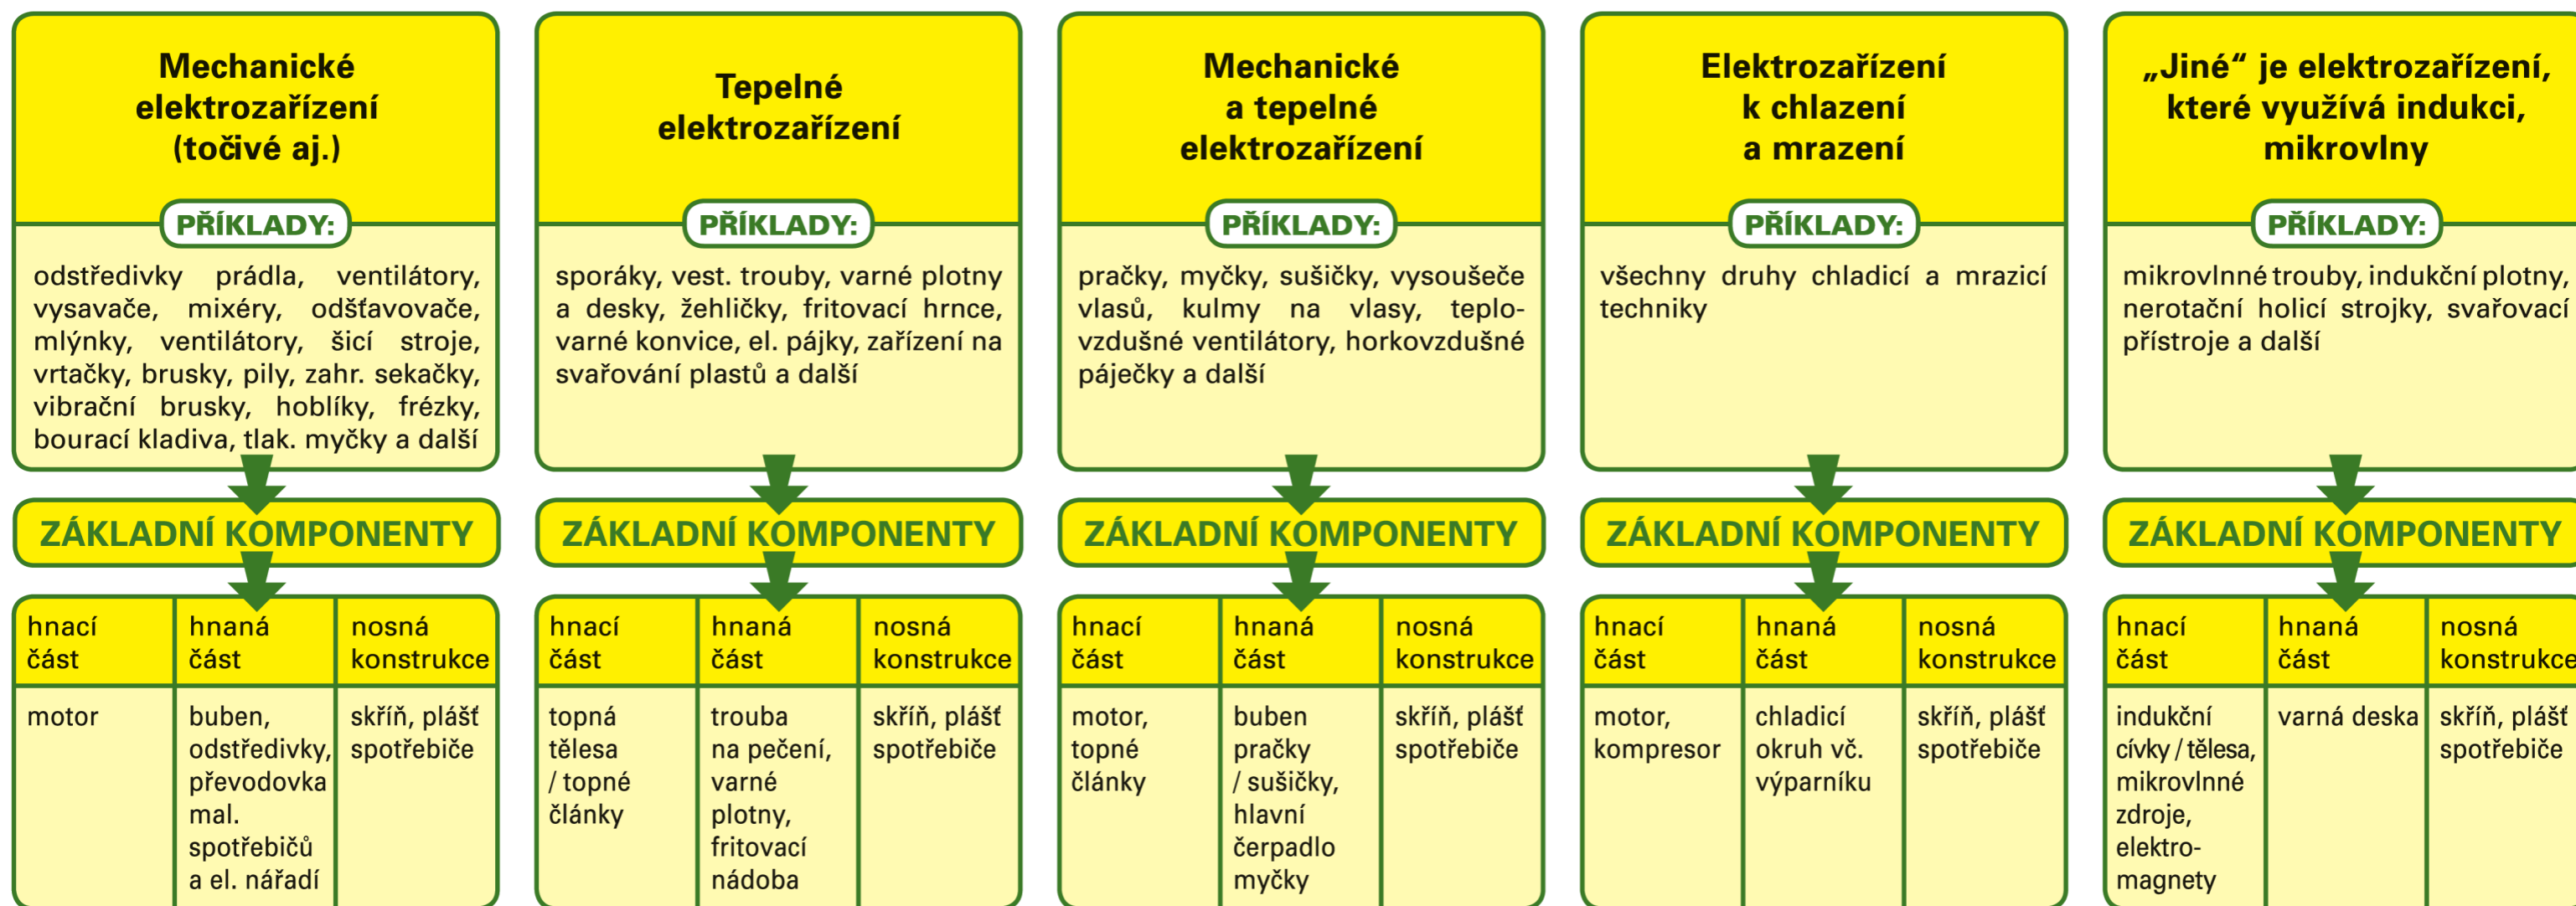 Mechanické
elektrozařízení
(točivé aj.)
PŘÍKLADY:
odstředivky prádla, ventilátory,
vysavače, mixéry, odšťavovače,
mlýnky, ventilátory, šicí stroje,
vrtačky, brusky, pily, zahr. sekačky,
vibrační brusky, hoblíky, frézky,
bourací kladiva, tlak. myčky a další
ZÁKLADNÍ KOMPONENTY
hnací
část
hnaná
část
nosná
konstrukce
motor
buben,
odstředivky,
převodovka
mal.
spotřebičů
a el. nářadí
skříň, plášť
spotřebiče
Tepelné
elektrozařízení
PŘÍKLADY:
sporáky, vest. trouby, varné plotny
a desky, žehličky, fritovací hrnce,
varné konvice, el. pájky, zařízení na
svařování plastů a další
ZÁKLADNÍ KOMPONENTY
hnací
část
hnaná
část
nosná
konstrukce
topná
tělesa
/ topné
články
trouba
na pečení,
varné
plotny,
fritovací
nádoba
skříň, plášť
spotřebiče
Mechanické
a tepelné
elektrozařízení
PŘÍKLADY:
pračky, myčky, sušičky, vysoušeče
vlasů, kulmy na vlasy, teplo-
vzdušné ventilátory, horkovzdušné
páječky a další
ZÁKLADNÍ KOMPONENTY
hnací
část
hnaná
část
nosná
konstrukce
motor,
topné
články
buben
pračky
/ sušičky,
hlavní
čerpadlo
myčky
skříň, plášť
spotřebiče
Elektrozařízení
k chlazení
a mrazení
PŘÍKLADY:
všechny druhy chladicí a mrazicí
techniky
ZÁKLADNÍ KOMPONENTY
hnací
část
hnaná
část
nosná
konstrukce
motor,
kompresor
chladicí
okruh vč.
výparníku
skříň, plášť
spotřebiče
„Jiné“ je elektrozařízení,
které využívá indukci,
mikrovlny
PŘÍKLADY:
mikrovlnné trouby, indukční plotny,
nerotační holicí strojky, svařovací
přístroje a další
ZÁKLADNÍ KOMPONENTY
hnací
část
hnaná
část
nosná
konstrukce
indukční
cívky / tělesa,
mikrovlnné
zdroje,
elektro-
magnety
varná deska
skříň, plášť
spotřebiče